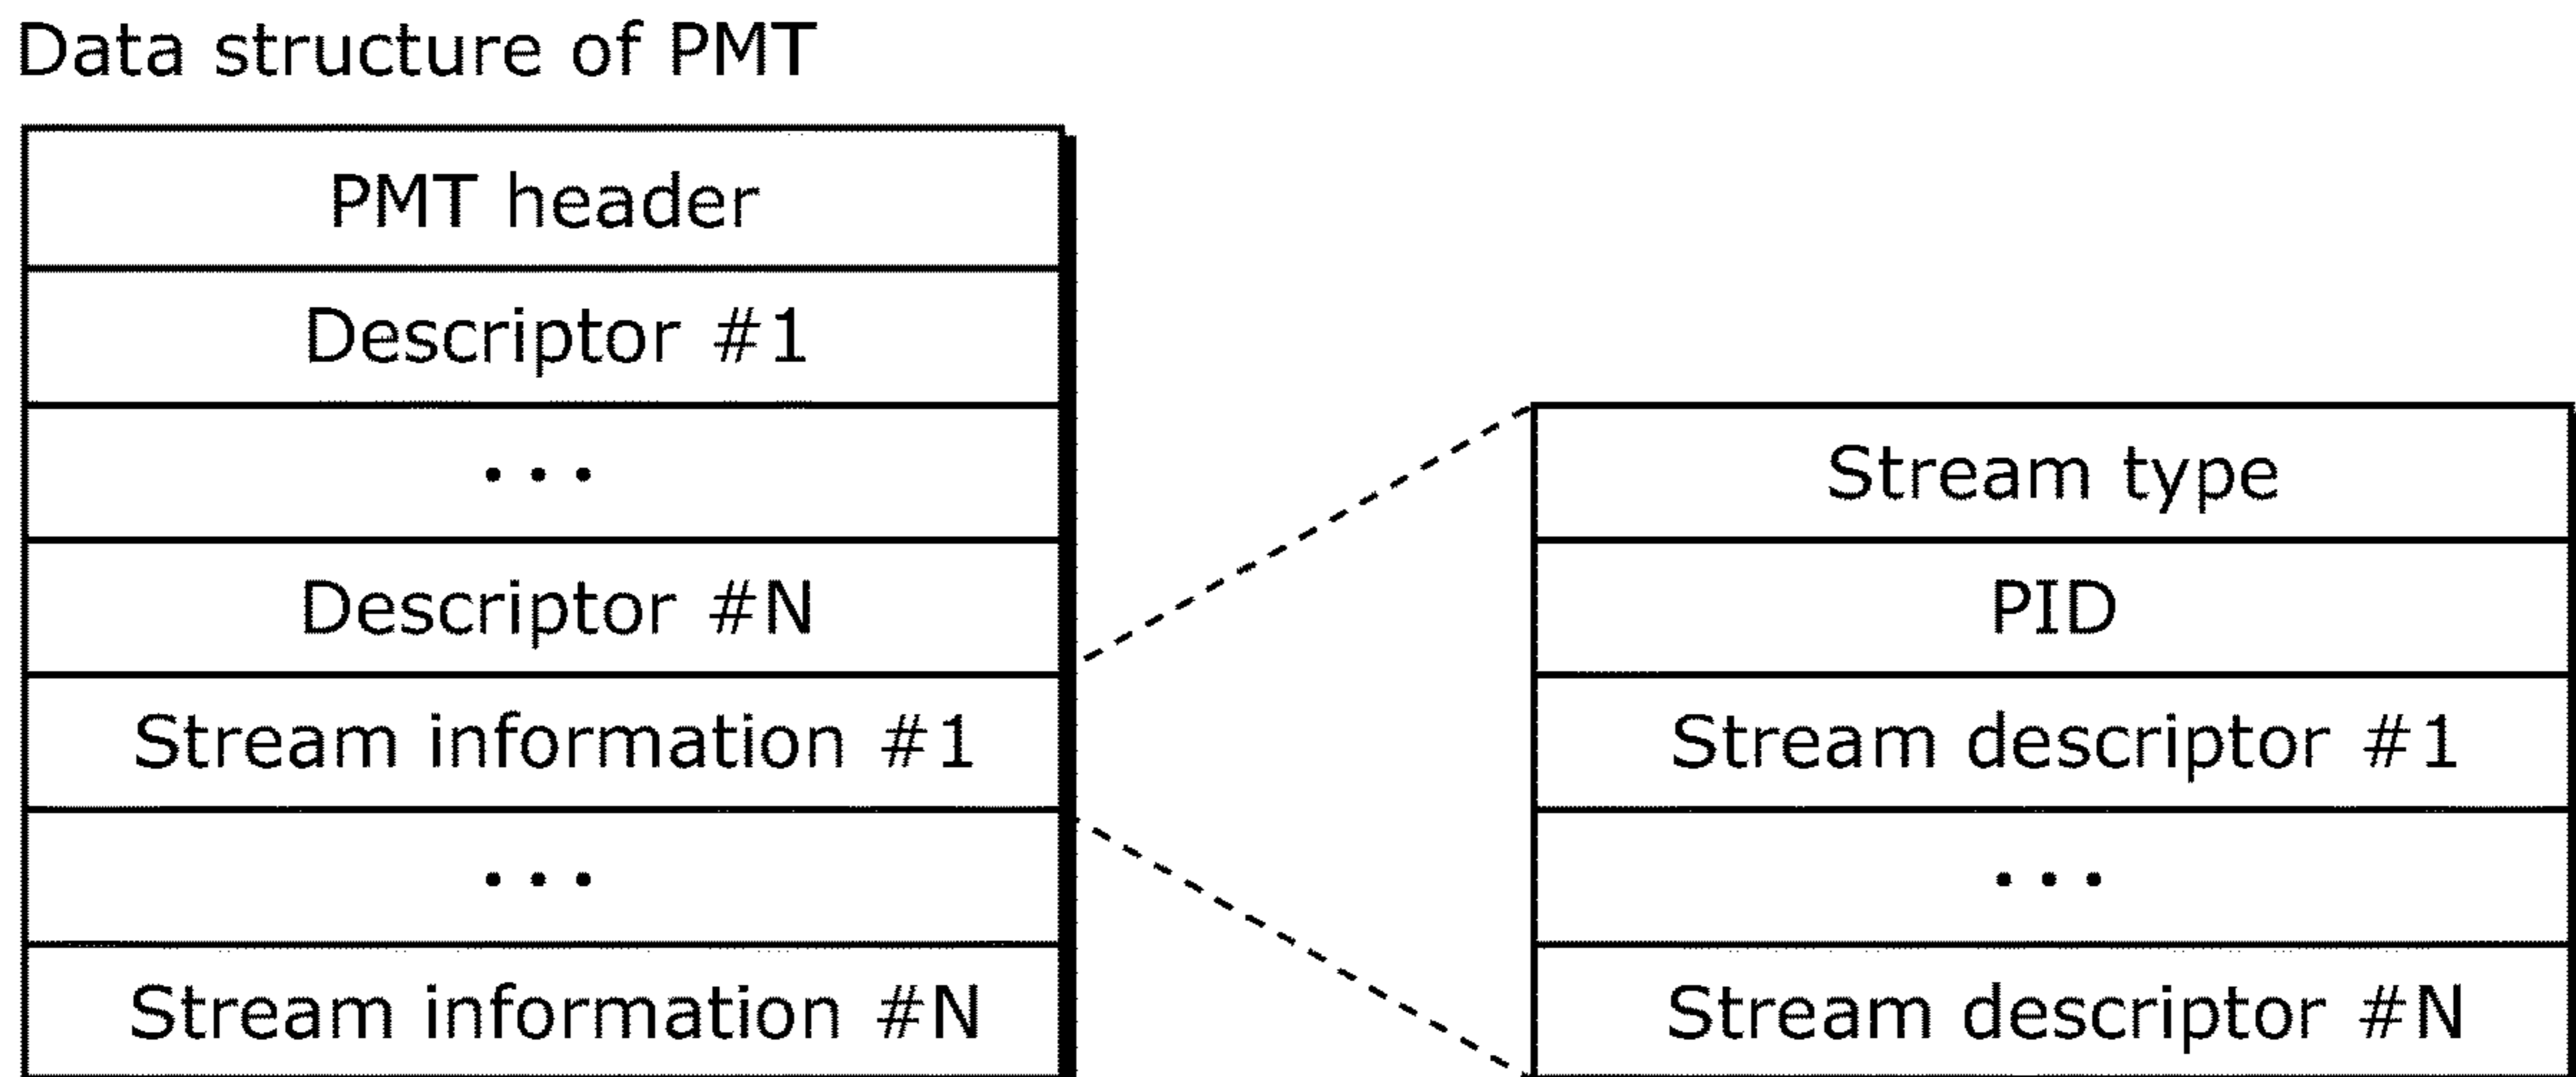 Data structure of PMT
PMT header
Descriptor #1
...
Descriptor #N
Stream information #1
...
Stream information #N
Stream type
PID
Stream descriptor #1
...
Stream descriptor #N